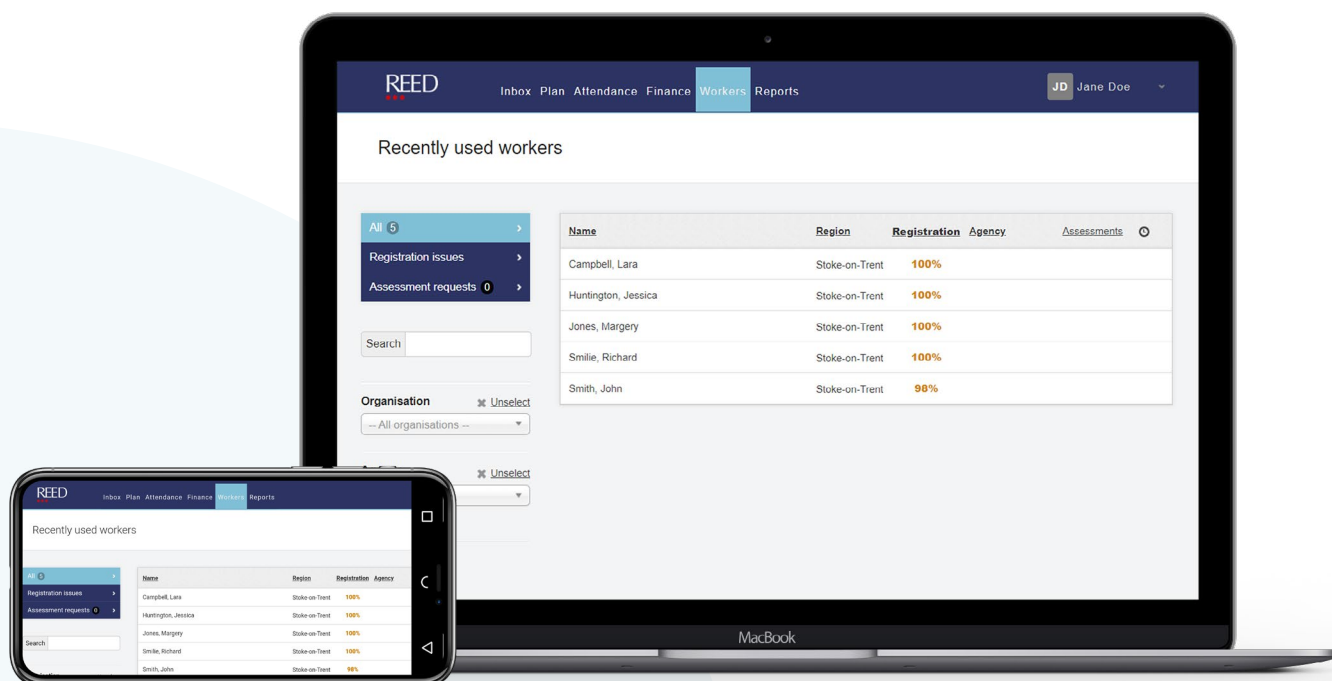 REED
Inbox Plan Attendance Finance Workers Reports
JD Jane Doe
Recently used workers
All 5
Registration issues
Assessment requests 0
Search
Organisation Unselect
-- All organisations --
Unselect
Name Region Registration Agency Assessments
Campbell, Lara Stoke-on-Trent 100%
Huntington, Jessica Stoke-on-Trent 100%
Jones, Margery Stoke-on-Trent 100%
Smilie, Richard Stoke-on-Trent 100%
Smith, John Stoke-on-Trent 98%
MacBook
REED
Inbox Plan Attendance Finance Workers Reports
Recently used workers
All 5
Registration issues
Assessment requests 0
Search
Name Region Registration Agency
Campbell, Lara Stoke-on-Trent 100%
Huntington, Jessica Stoke-on-Trent 100%
Jones, Margery Stoke-on-Trent 100%
Smilie, Richard Stoke-on-Trent 100%
Smith, John Stoke-on-Trent 98%